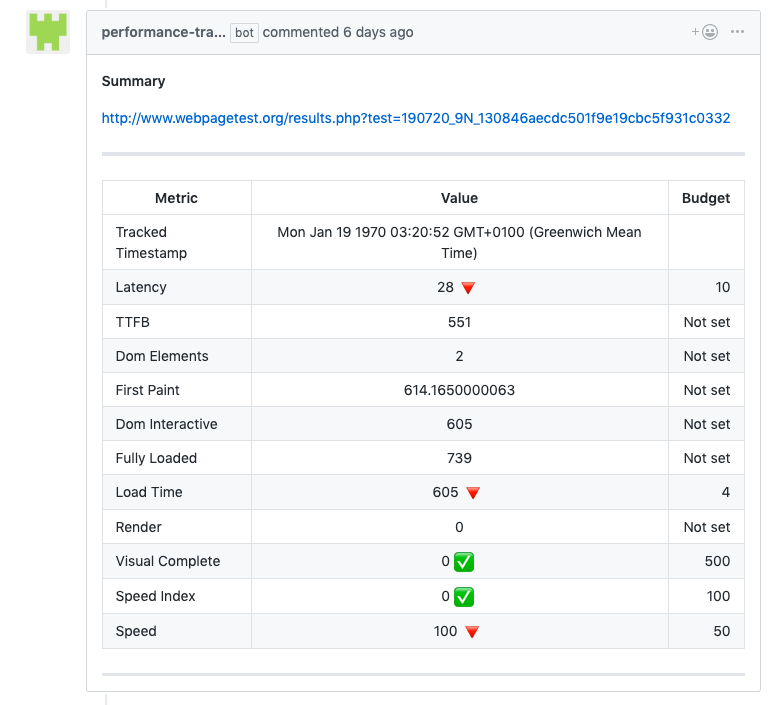 performance-tra... bot commented 6 days ago
Summary
http://www.webpagetest.org/results.php?test=190720_9N_130846aecdc501f9e19cbc5f931c0332
Metric Value Budget
Tracked Timestamp Mon Jan 19 1970 03:20:52 GMT+0100 (Greenwich Mean Time)
Latency 28 🔻 10
TTFB 551 Not set
Dom Elements 2 Not set
First Paint 614.1650000063 Not set
Dom Interactive 605 Not set
Fully Loaded 739 Not set
Load Time 605 🔻 4
Render 0 Not set
Visual Complete 0 ✅ 500
Speed Index 0 ✅ 100
Speed 100 🔻 50